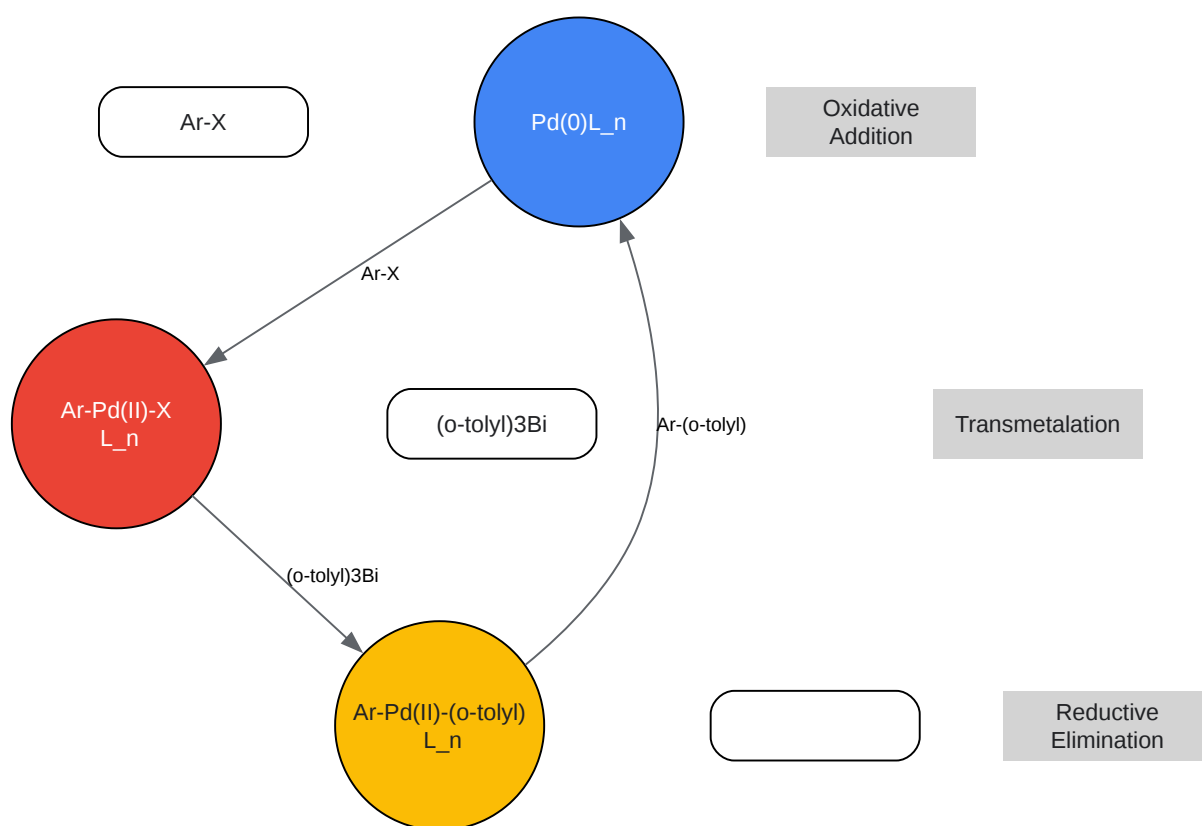 Ar-X
Pd(0)L_n
Oxidative
Addition
Ar-X
Ar-Pd(II)-X
L_n
(o-tolyl)3Bi
Ar-(o-tolyl)
Transmetalation
(o-tolyl)3Bi
Ar-Pd(II)-(o-tolyl)
L_n
Reductive
Elimination